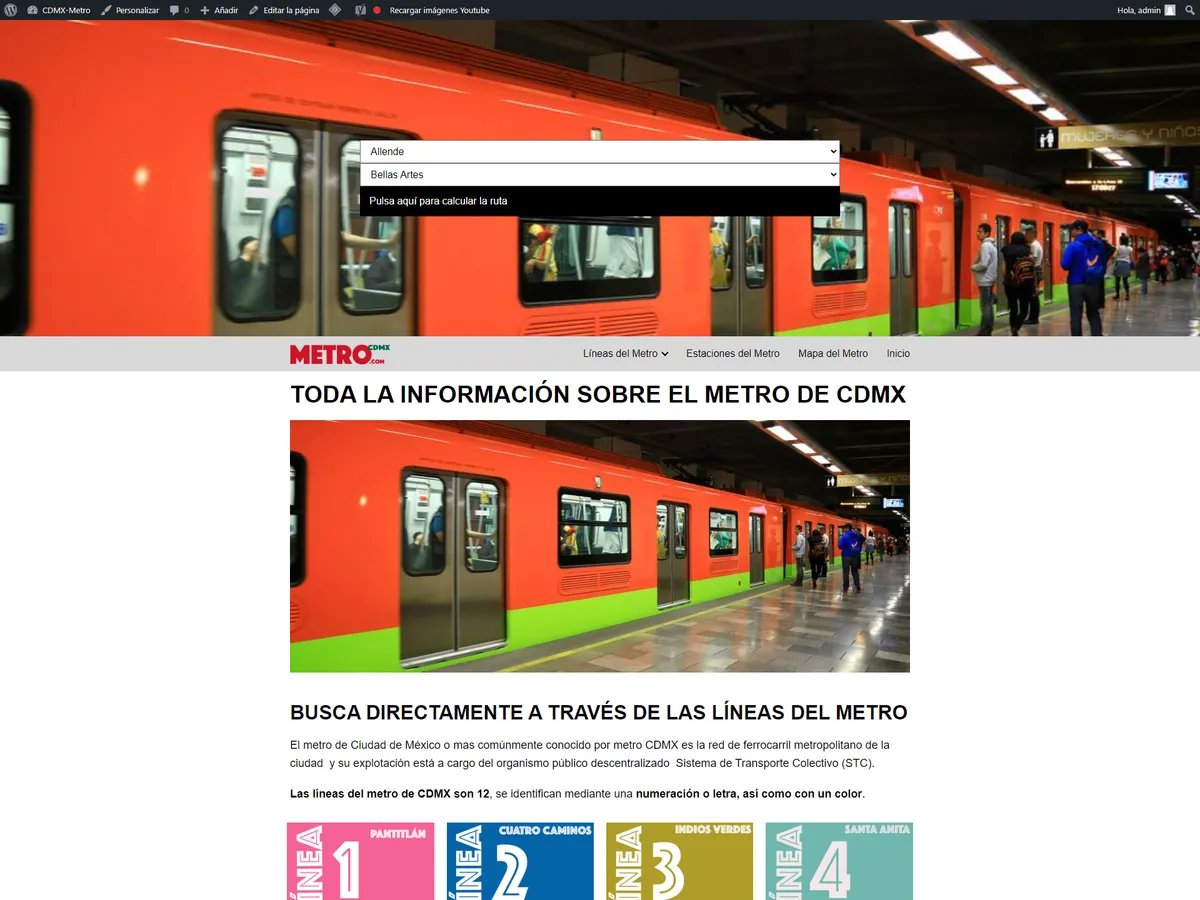 CDMX-Metro Personalizar 0 Añadir Editar la página Recargar imágenes Youtube Hola, admin
MUJERES Y NIÑOS
Allende
Bellas Artes
Pulsa aquí para calcular la ruta
METRO CDMX .COM
Líneas del Metro Estaciones del Metro Mapa del Metro Inicio
TODA LA INFORMACIÓN SOBRE EL METRO DE CDMX
BUSCA DIRECTAMENTE A TRAVÉS DE LAS LÍNEAS DEL METRO
El metro de Ciudad de México o mas comúnmente conocido por metro CDMX es la red de ferrocarril metropolitano de la
ciudad y su explotación está a cargo del organismo público descentralizado Sistema de Transporte Colectivo (STC).
Las líneas del metro de CDMX son 12, se identifican mediante una numeración o letra, así como con un color.
LÍNEA 1 PANTITLÁN
LÍNEA 2 CUATRO CAMINOS
LÍNEA 3 INDIOS VERDES
LÍNEA 4 SANTA ANITA